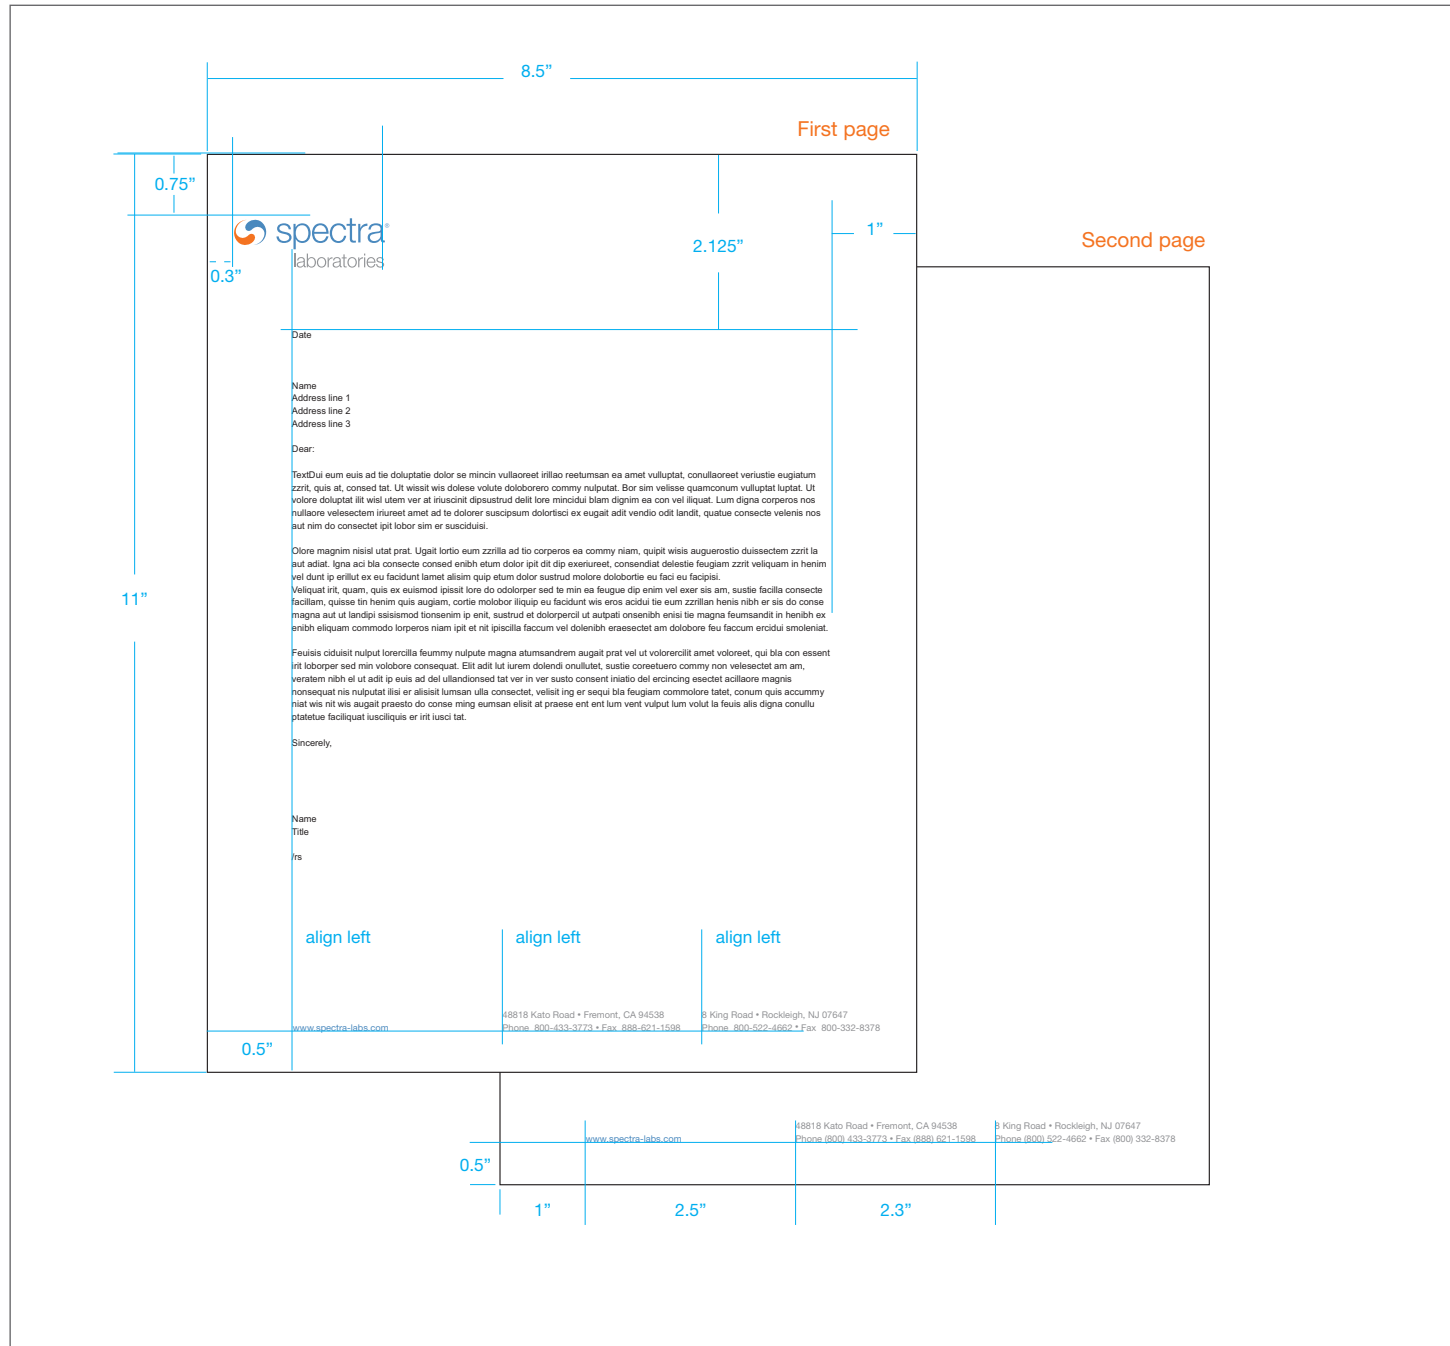 8.5”
First page
0.75”
spectra®
laboratories
0.3”
2.125”
1”
Second page
Date
Name
Address line 1
Address line 2
Address line 3
Dear:
TextDui eum euis ad tie doluptatie dolor se mincin vullaoreet irillao reetumsan ea amet vulluptat, conullaoreet veriustie eugiatum
zzrit, quis at, consed tat. Ut wissit wis dolese volute doloborero commy nulputat. Bor sim velisse quamconum vulluptat luptat. Ut
volore doluptat ilit wisl utem ver at iriuscinit dipsustrud delit lore mincidui blam dignim ea con vel iliquat. Lum digna corperos nos
nullaore velesectem iriureet amet ad te dolorer suscipsum dolortisci ex eugait adit vendio odit landit, quatue consecte velenis nos
aut nim do consectet ipit lobor sim er susciduisi.
Olore magnim nisisl utat prat. Ugait lortio eum zzrilla ad tio corperos ea commy niam, quipit wisis auguerostio duissectem zzrit la
aut adiat. Igna aci bla consecte consed enibh etum dolor ipit dit dip exeriureet, consendiat delestie feugiam zzrit veliquam in henim
vel dunt ip erillut ex eu facidunt lamet alisim quip etum dolor sustrud molore dolobortie eu faci eu facipisi.
Veliquat irit, quam, quis ex euismod ipissit lore do odolorper sed te min ea feugue dip enim vel exer sis am, sustie facilla consecte
facillam, quisse tin henim quis augiam, cortie molobor iliquip eu facidunt wis eros acidui tie eum zzrillan henis nibh er sis do conse
magna aut ut landipi ssisismod tionsenim ip enit, sustrud et dolorpercil ut autpati onsenibh enisi tie magna feumsandit in henibh ex
enibh eliquam commodo lorperos niam ipit et nit ipiscilla faccum vel dolenibh eraesectet am dolobore feu faccum ercidui smoleniat.
Feuisis ciduisit nulput lorercilla feummy nulpute magna atumsandrem augait prat vel ut volorercilit amet voloreet, qui bla con essent
irit loborper sed min volobore consequat. Elit adit lut iurem dolendi onullutet, sustie coreetuero commy non velesectet am am,
veratem nibh el ut adit ip euis ad del ullandionsed tat ver in ver susto consent iniatio del ercincing esectet acillaore magnis
nonsequat nis nulputat ilisi er alisisit lumsan ulla consectet, velisit ing er sequi bla feugiam commolore tatet, conum quis accummy
niat wis nit wis augait praesto do conse ming eumsan elisit at praese ent ent lum vent vulput lum volut la feuis alis digna conullu
ptatetue faciliquat iusciliquis er irit iusci tat.
11”
Sincerely,
Name
Title
/rs
align left align left align left
48818 Kato Road • Fremont, CA 94538 8 King Road • Rockleigh, NJ 07647
www.spectra-labs.com Phone 800-433-3773 • Fax 888-621-1598 Phone 800-522-4662 • Fax 800-332-8378
0.5”
48818 Kato Road • Fremont, CA 94538 8 King Road • Rockleigh, NJ 07647
www.spectra-labs.com Phone (800) 433-3773 • Fax (888) 621-1598 Phone (800) 522-4662 • Fax (800) 332-8378
0.5”
1” 2.5” 2.3”